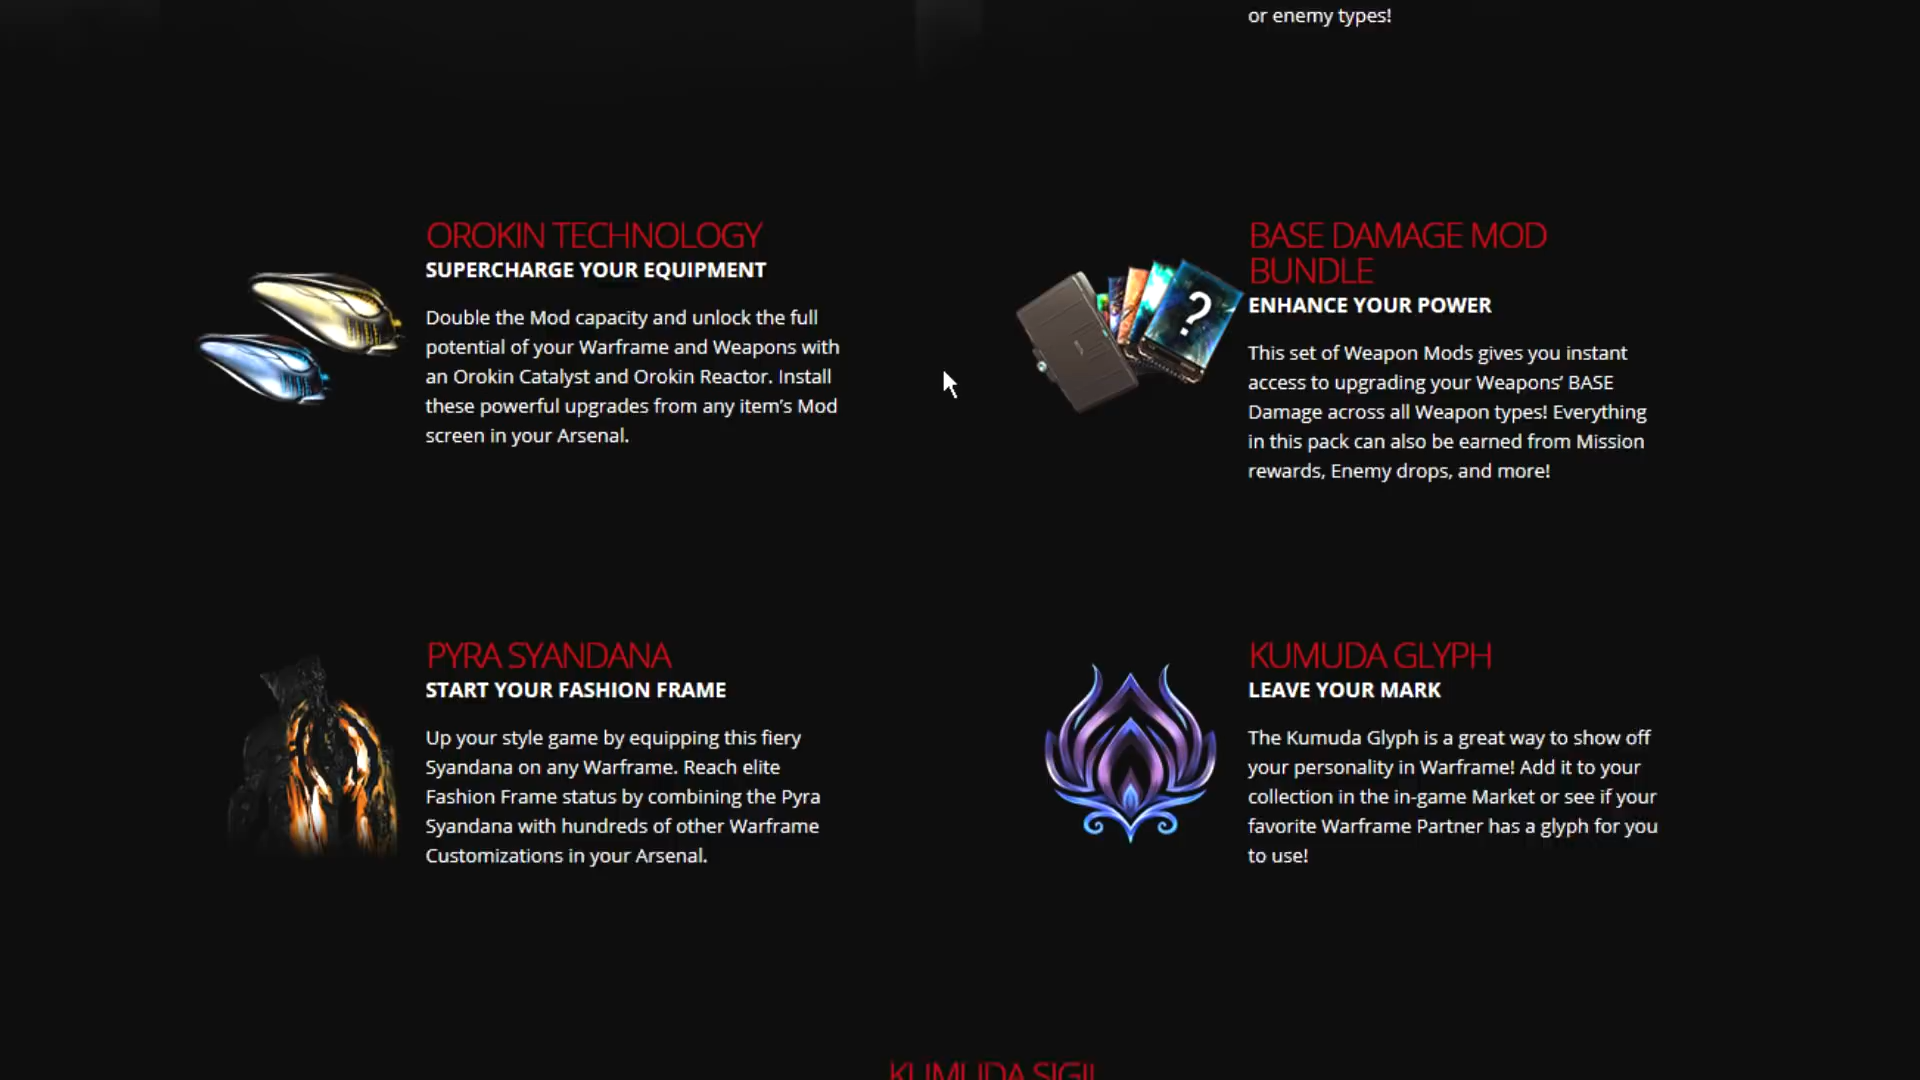 or enemy types!
OROKIN TECHNOLOGY
SUPERCHARGE YOUR EQUIPMENT
Double the Mod capacity and unlock the full
potential of your Warframe and Weapons with
an Orokin Catalyst and Orokin Reactor. Install
these powerful upgrades from any item’s Mod
screen in your Arsenal.
BASE DAMAGE MOD
BUNDLE
ENHANCE YOUR POWER
This set of Weapon Mods gives you instant
access to upgrading your Weapons’ BASE
Damage across all Weapon types! Everything
in this pack can also be earned from Mission
rewards, Enemy drops, and more!
?
PYRA SYANDANA
START YOUR FASHION FRAME
Up your style game by equipping this fiery
Syandana on any Warframe. Reach elite
Fashion Frame status by combining the Pyra
Syandana with hundreds of other Warframe
Customizations in your Arsenal.
KUMUDA GLYPH
LEAVE YOUR MARK
The Kumuda Glyph is a great way to show off
your personality in Warframe! Add it to your
collection in the in-game Market or see if your
favorite Warframe Partner has a glyph for you
to use!
KUMUDA SIGIL